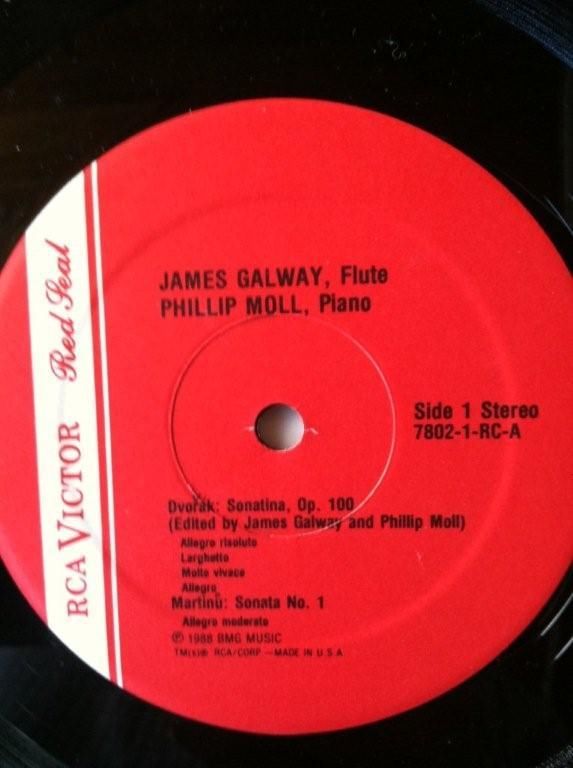 RCA VICTOR Red Seal
JAMES GALWAY, Flute
PHILLIP MOLL, Piano
Side 1 Stereo
7802-1-RC-A
Dvořák: Sonatina, Op. 100
(Edited by James Galway and Phillip Moll)
Allegro risoluto
Larghetto
Molto vivace
Allegro
Martinů: Sonata No. 1
Allegro moderato
℗ 1988 BMG MUSIC
TM(s)® RCA/CORP —MADE IN U.S.A